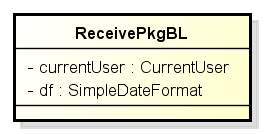 ReceivePkgBL
- currentUser : CurrentUser
- df : SimpleDateFormat